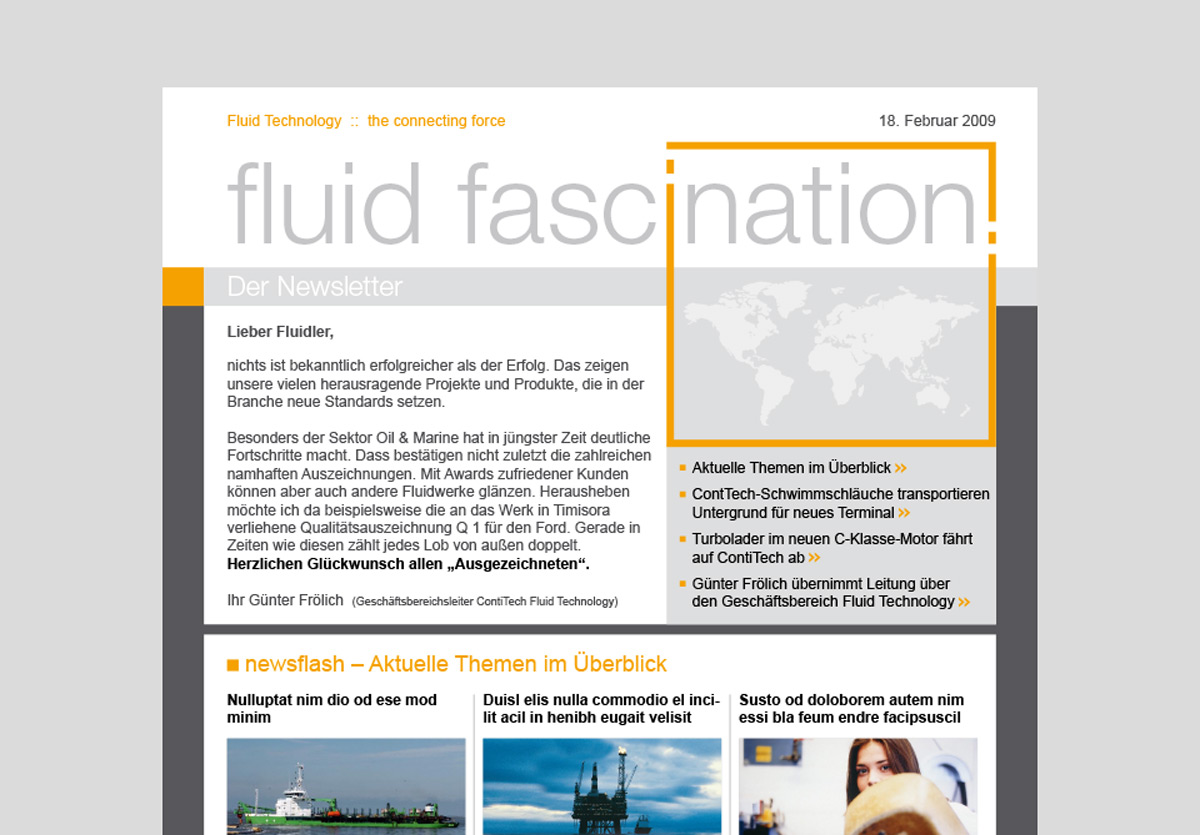 Fluid Technology :: the connecting force
18. Februar 2009
fluid fascination!
Der Newsletter
Lieber Fluidler,
nichts ist bekanntlich erfolgreicher als der Erfolg. Das zeigen
unsere vielen herausragende Projekte und Produkte, die in der
Branche neue Standards setzen.
Besonders der Sektor Oil & Marine hat in jüngster Zeit deutliche
Fortschritte macht. Dass bestätigen nicht zuletzt die zahlreichen
namhaften Auszeichnungen. Mit Awards zufriedener Kunden
können aber auch andere Fluidwerke glänzen. Herausheben
möchte ich da beispielsweise die an das Werk in Timisora
verliehene Qualitätsauszeichnung Q 1 für den Ford. Gerade in
Zeiten wie diesen zählt jedes Lob von außen doppelt.
Herzlichen Glückwunsch allen „Ausgezeichneten“.
Ihr Günter Frölich (Geschäftsbereichsleiter ContiTech Fluid Technology)
Aktuelle Themen im Überblick »
ContTech-Schwimmschläuche transportieren
Untergrund für neues Terminal »
Turbolader im neuen C-Klasse-Motor fährt
auf ContiTech ab »
Günter Frölich übernimmt Leitung über
den Geschäftsbereich Fluid Technology »
newsflash – Aktuelle Themen im Überblick
Nulluptat nim dio od ese mod
minim
Duisl elis nulla commodio el inci-
lit acil in henibh eugait velisit
Susto od doloborem autem nim
essi bla feum endre facipsuscil